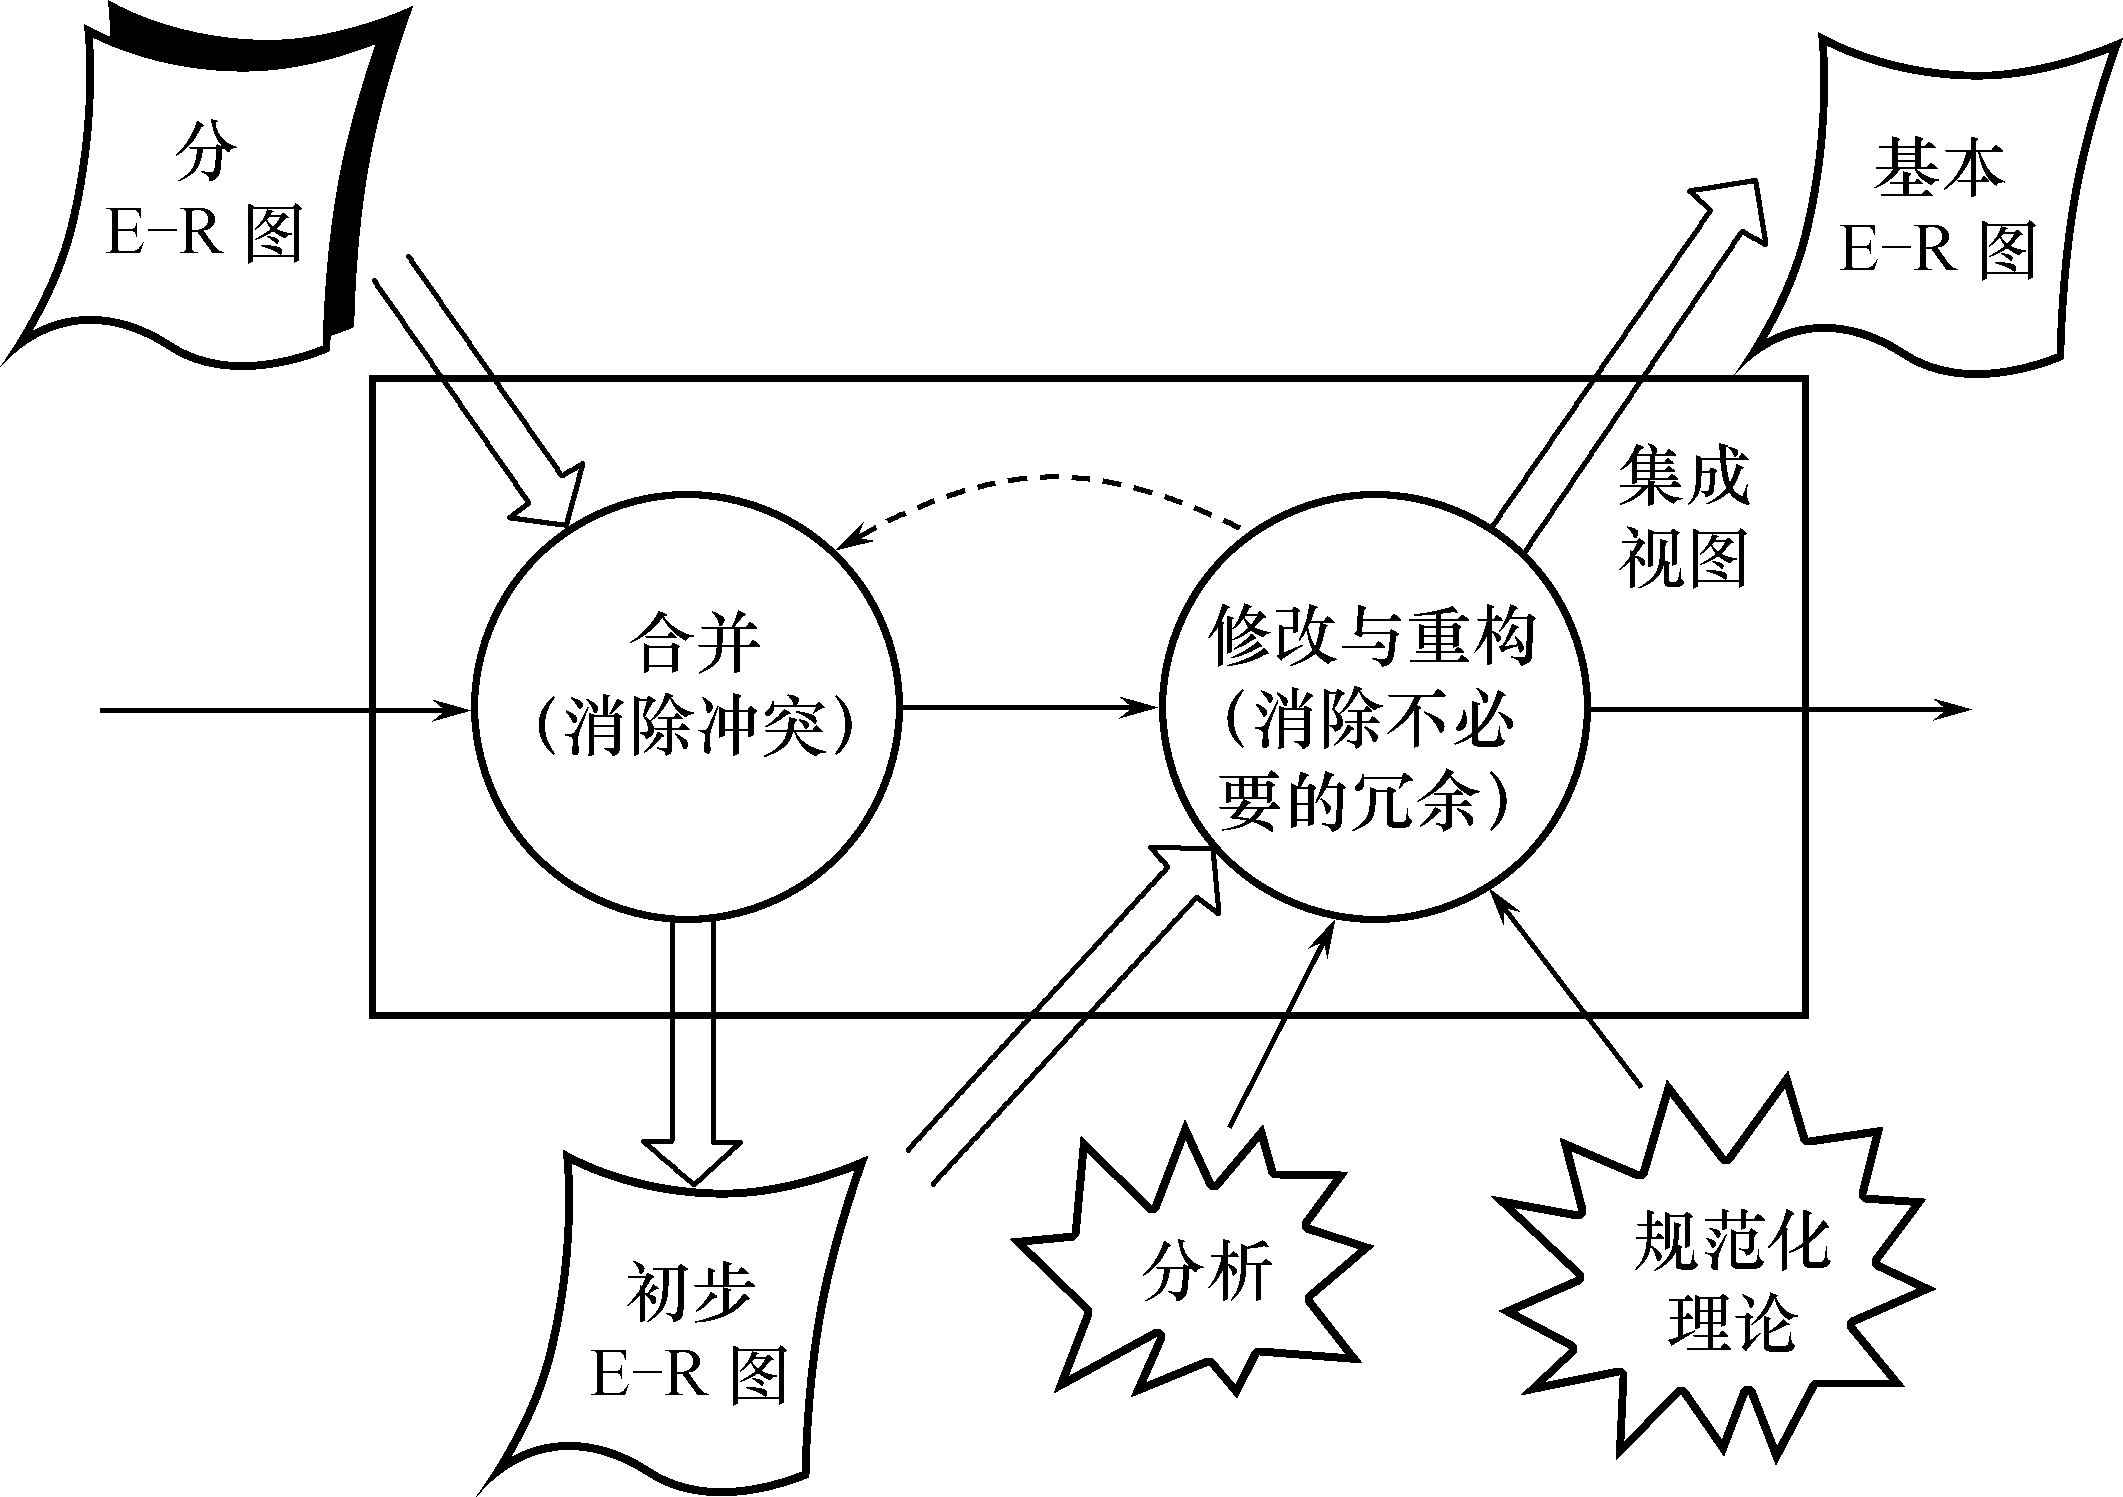 分
E-R 图
基本
E-R 图
集成
视图
合并
（消除冲突）
修改与重构
（消除不必
要的冗余）
初步
E-R 图
分析
规范化
理论